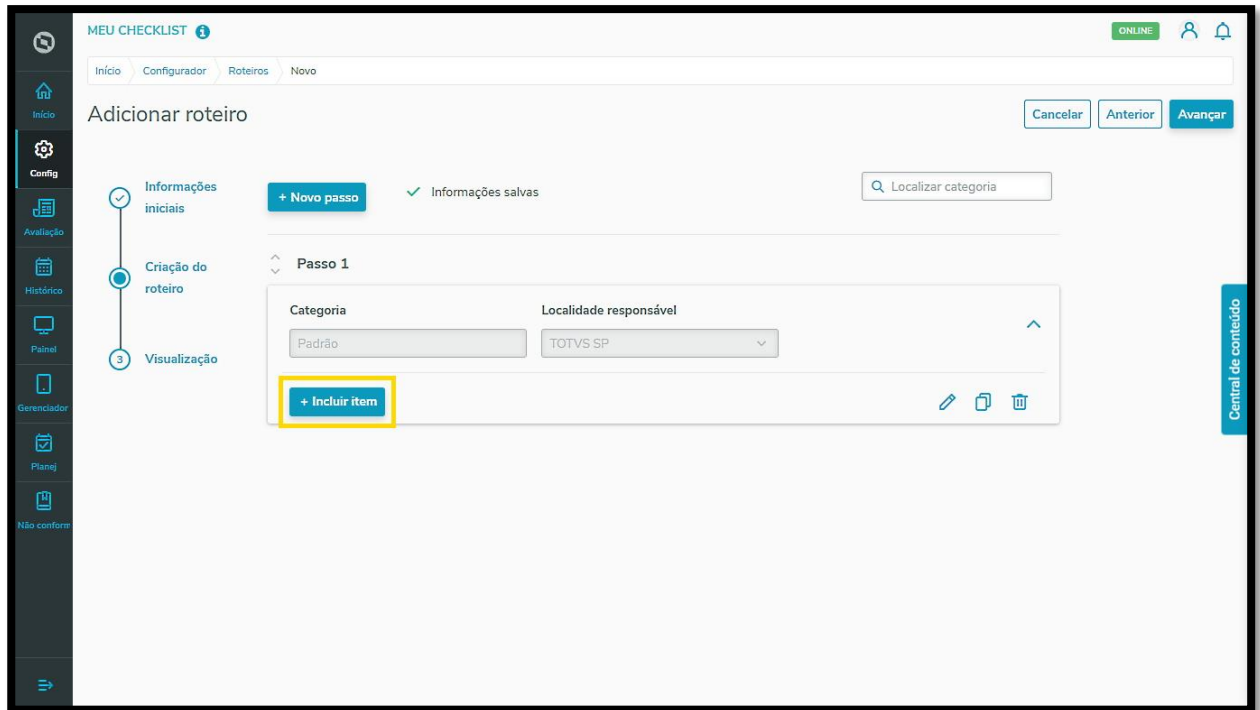 MEU CHECKLIST
ONLINE
Início Configurador Roteiros Novo
Adicionar roteiro
Cancelar Anterior Avançar
Início
Config
Avaliação
Histórico
Painel
Gerenciador
Planej
Não conform
Informações
iniciais
Criação do
roteiro
3 Visualização
+ Novo passo
Informações salvas
Localizar categoria
Passo 1
Categoria
Padrão
Localidade responsável
TOTVS SP
+ Incluir item
Central de conteúdo